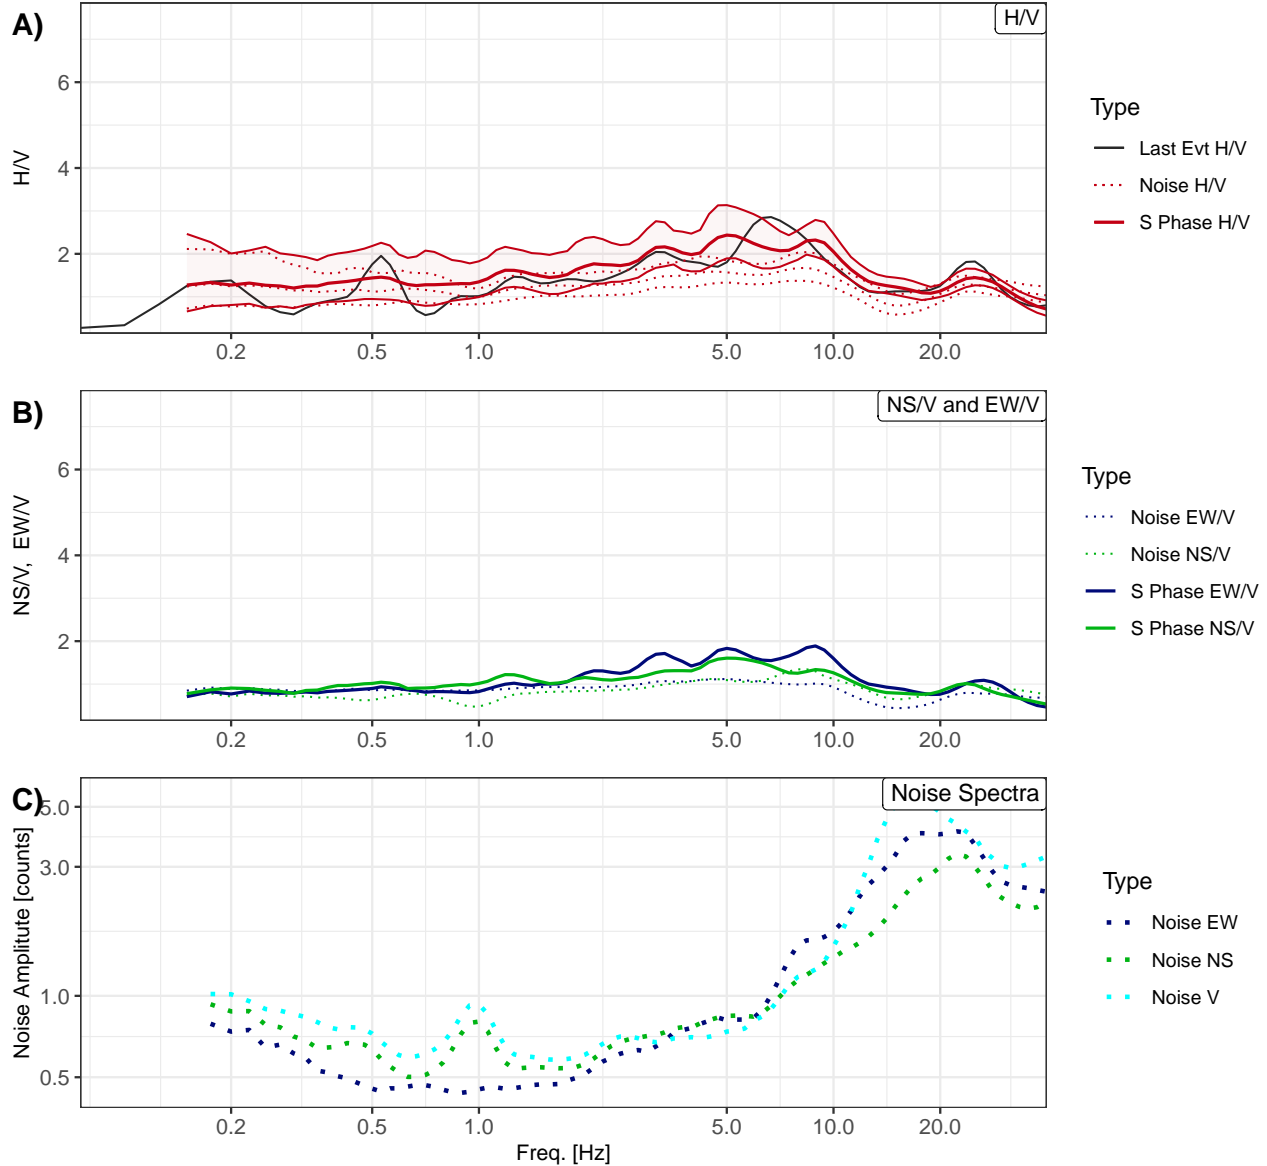 A)
H/V
6
4
2
H/V
0.2 0.5 1.0 5.0 10.0 20.0
Type
Last Evt H/V
Noise H/V
S Phase H/V
B)
NS/V and EW/V
6
4
2
NS/V, EW/V
0.2 0.5 1.0 5.0 10.0 20.0
Type
Noise EW/V
Noise NS/V
S Phase EW/V
S Phase NS/V
C)
Noise Spectra
5.0
3.0
1.0
0.5
Noise Amplitute [counts]
0.2 0.5 1.0 5.0 10.0 20.0
Freq. [Hz]
Type
Noise EW
Noise NS
Noise V